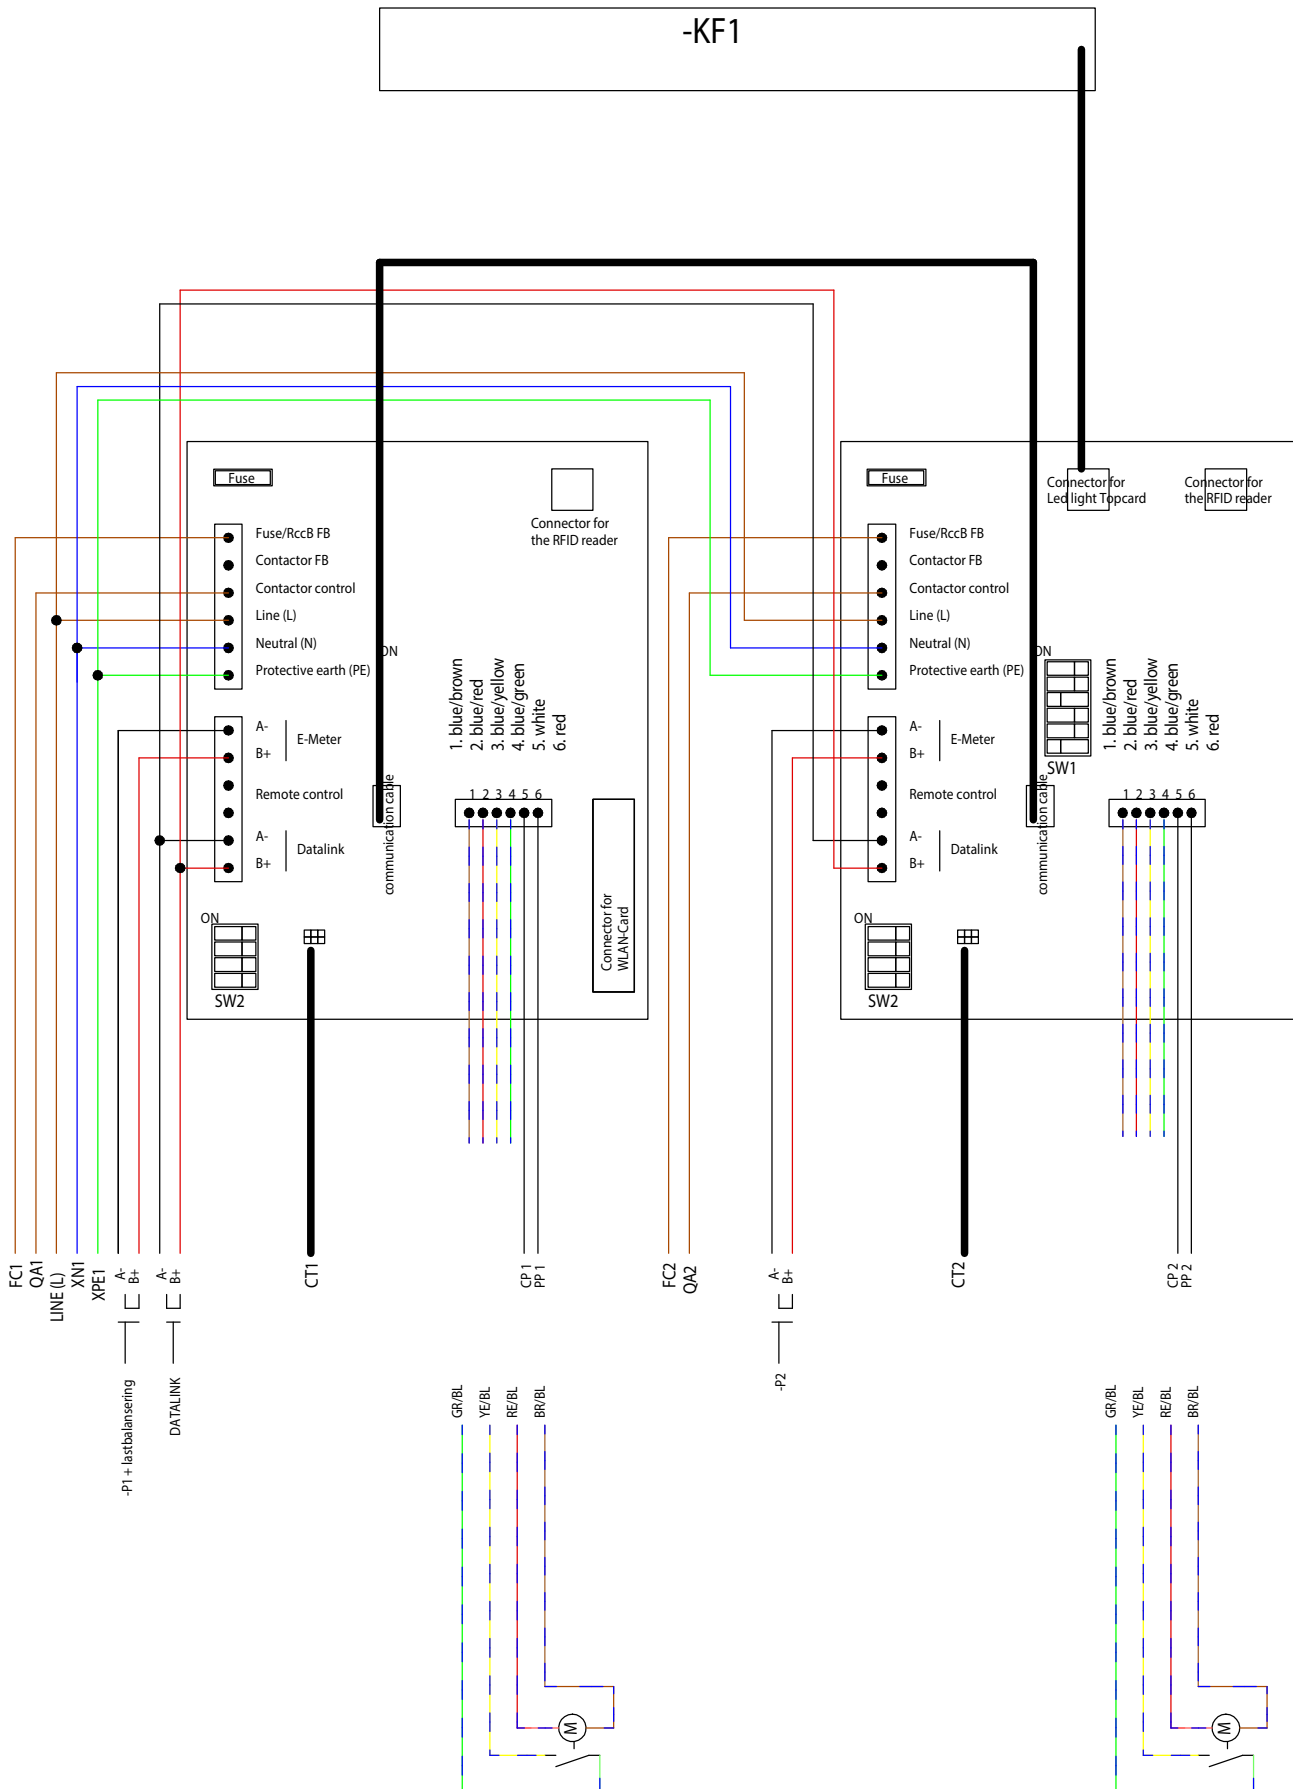 -KF1
Fuse
Connector for
the RFID reader
Fuse/RccB FB
Contactor FB
Contactor control
Line (L)
Neutral (N)
Protective earth (PE)
ON
A-
B+
E-Meter
Remote control
A-
B+
Datalink
communication cable
1. blue/brown
2. blue/red
3. blue/yellow
4. blue/green
5. white
6. red
1 2 3 4 5 6
Connector for
WLAN-Card
ON
SW2
Fuse
Connector for
Led light Topcard
Connector for
the RFID reader
Fuse/RccB FB
Contactor FB
Contactor control
Line (L)
Neutral (N)
Protective earth (PE)
ON
SW1
A-
B+
E-Meter
Remote control
A-
B+
Datalink
communication cable
1. blue/brown
2. blue/red
3. blue/yellow
4. blue/green
5. white
6. red
1 2 3 4 5 6
ON
SW2
FC1
QA1
LINE (L)
XN1
XPE1
A-
B+
A-
B+
-P1 + lastbalansering
DATALINK
CT1
CP 1
PP 1
FC2
QA2
A-
B+
-P2
CT2
CP 2
PP 2
GR/BL
YE/BL
RE/BL
BR/BL
M
GR/BL
YE/BL
RE/BL
BR/BL
M